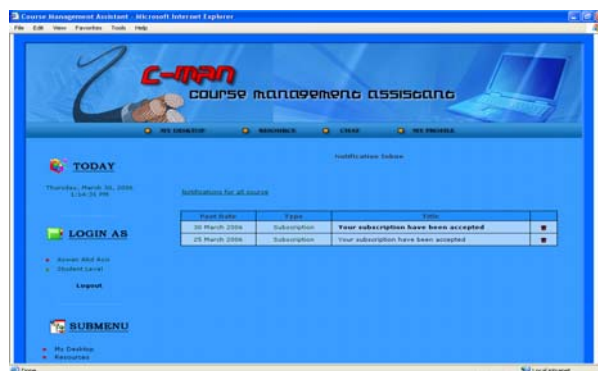 Course Management Assistant - Microsoft Internet Explorer
File Edit View Favorites Tools Help
C-MAN
course management assistant
MY DESKTOP RESOURCE CHAT MY PROFILE
Notification Inbox
TODAY
Thursday, March 30, 2006
Notifications for all course
Post Date Type Title
30 March 2006 Subscription Your subscription have been accepted
25 March 2006 Subscription Your subscription have been accepted
LOGIN AS
Student Level
Logout
SUBMENU
My Desktop
Resources
Done Local intranet